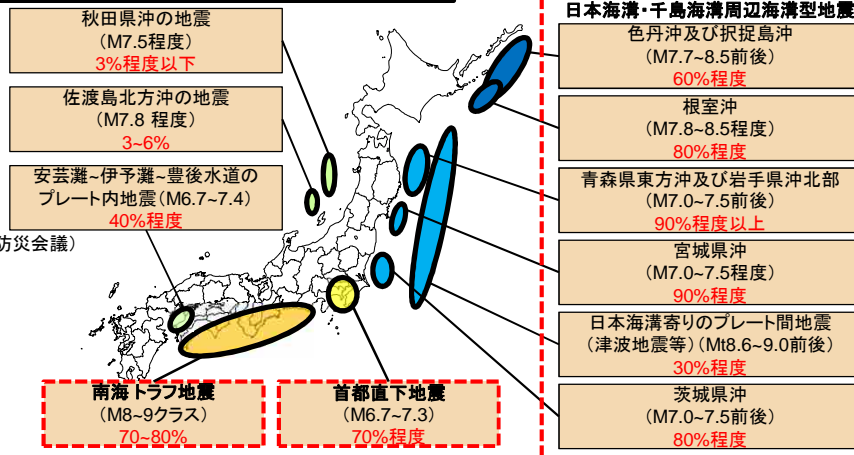 秋田県沖の地震
(M7.5程度)
3%程度以下
佐渡島北方沖の地震
(M7.8 程度)
3~6%
安芸灘~伊予灘~豊後水道の
プレート内地震(M6.7~7.4)
40%程度
防災会議)
南海トラフ地震
(M8~9クラス)
70~80%
首都直下地震
(M6.7~7.3)
70%程度
日本海溝・千島海溝周辺海溝型地震
色丹沖及び択捉島沖
(M7.7~8.5前後)
60%程度
根室沖
(M7.8~8.5程度)
80%程度
青森県東方沖及び岩手県沖北部
(M7.0~7.5前後)
90%程度以上
宮城県沖
(M7.0~7.5程度)
90%程度
日本海溝寄りのプレート間地震
(津波地震等)(Mt8.6~9.0前後)
30%程度
茨城県沖
(M7.0~7.5前後)
80%程度